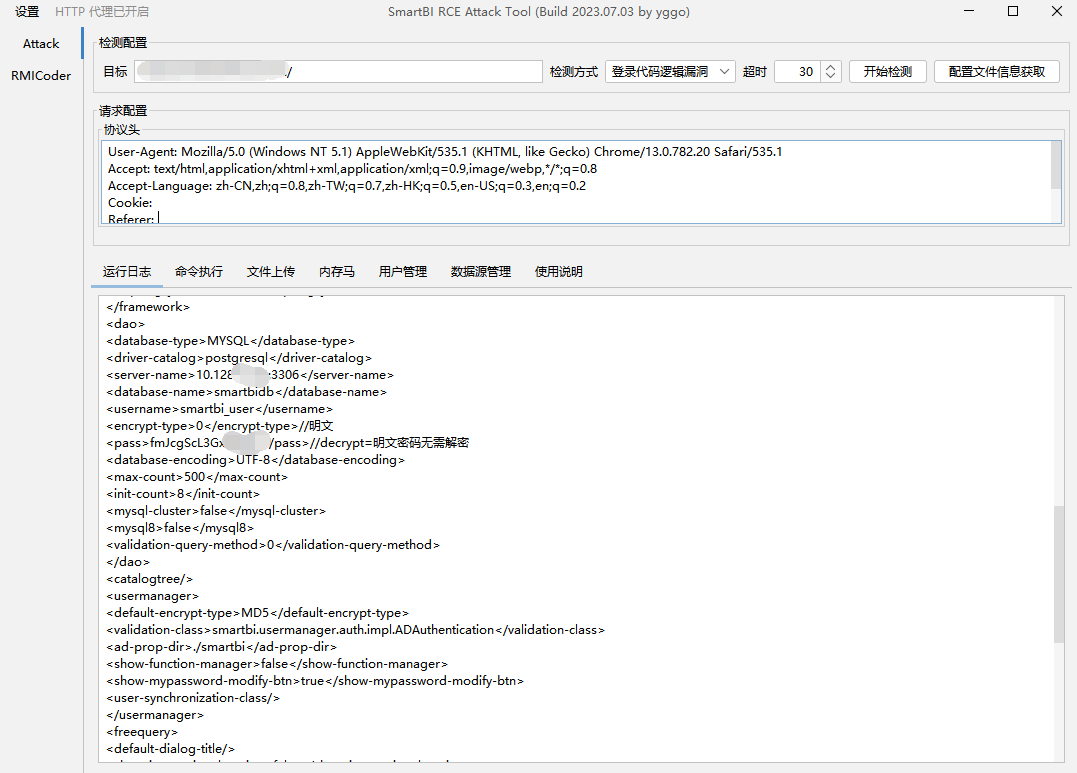 设置 HTTP 代理已开启 SmartBI RCE Attack Tool (Build 2023.07.03 by yggo)
Attack
RMICoder
检测配置
目标 / 检测方式 登录代码逻辑漏洞 超时 30 开始检测 配置文件信息获取
请求配置
协议头
User-Agent: Mozilla/5.0 (Windows NT 5.1) AppleWebKit/535.1 (KHTML, like Gecko) Chrome/13.0.782.20 Safari/535.1
Accept: text/html,application/xhtml+xml,application/xml;q=0.9,image/webp,*/*;q=0.8
Accept-Language: zh-CN,zh;q=0.8,zh-TW;q=0.7,zh-HK;q=0.5,en-US;q=0.3,en;q=0.2
Cookie:
Referer:
运行日志 命令执行 文件上传 内存马 用户管理 数据源管理 使用说明
</framework>
<dao>
<database-type>MYSQL</database-type>
<driver-catalog>postgresql</driver-catalog>
<server-name>10.128 :3306</server-name>
<database-name>smartbidb</database-name>
<username>smartbi_user</username>
<encrypt-type>0</encrypt-type>//明文
<pass>fmJcgScL3G /pass>//decrypt=明文密码无需解密
<database-encoding>UTF-8</database-encoding>
<max-count>500</max-count>
<init-count>8</init-count>
<mysql-cluster>false</mysql-cluster>
<mysql8>false</mysql8>
<validation-query-method>0</validation-query-method>
</dao>
<catalogtree/>
<usermanager>
<default-encrypt-type>MD5</default-encrypt-type>
<validation-class>smartbi.usermanager.auth.impl.ADAuthentication</validation-class>
<ad-prop-dir>./smartbi</ad-prop-dir>
<show-function-manager>false</show-function-manager>
<show-mypassword-modify-btn>true</show-mypassword-modify-btn>
<user-synchronization-class/>
</usermanager>
<freequery>
<default-dialog-title/>